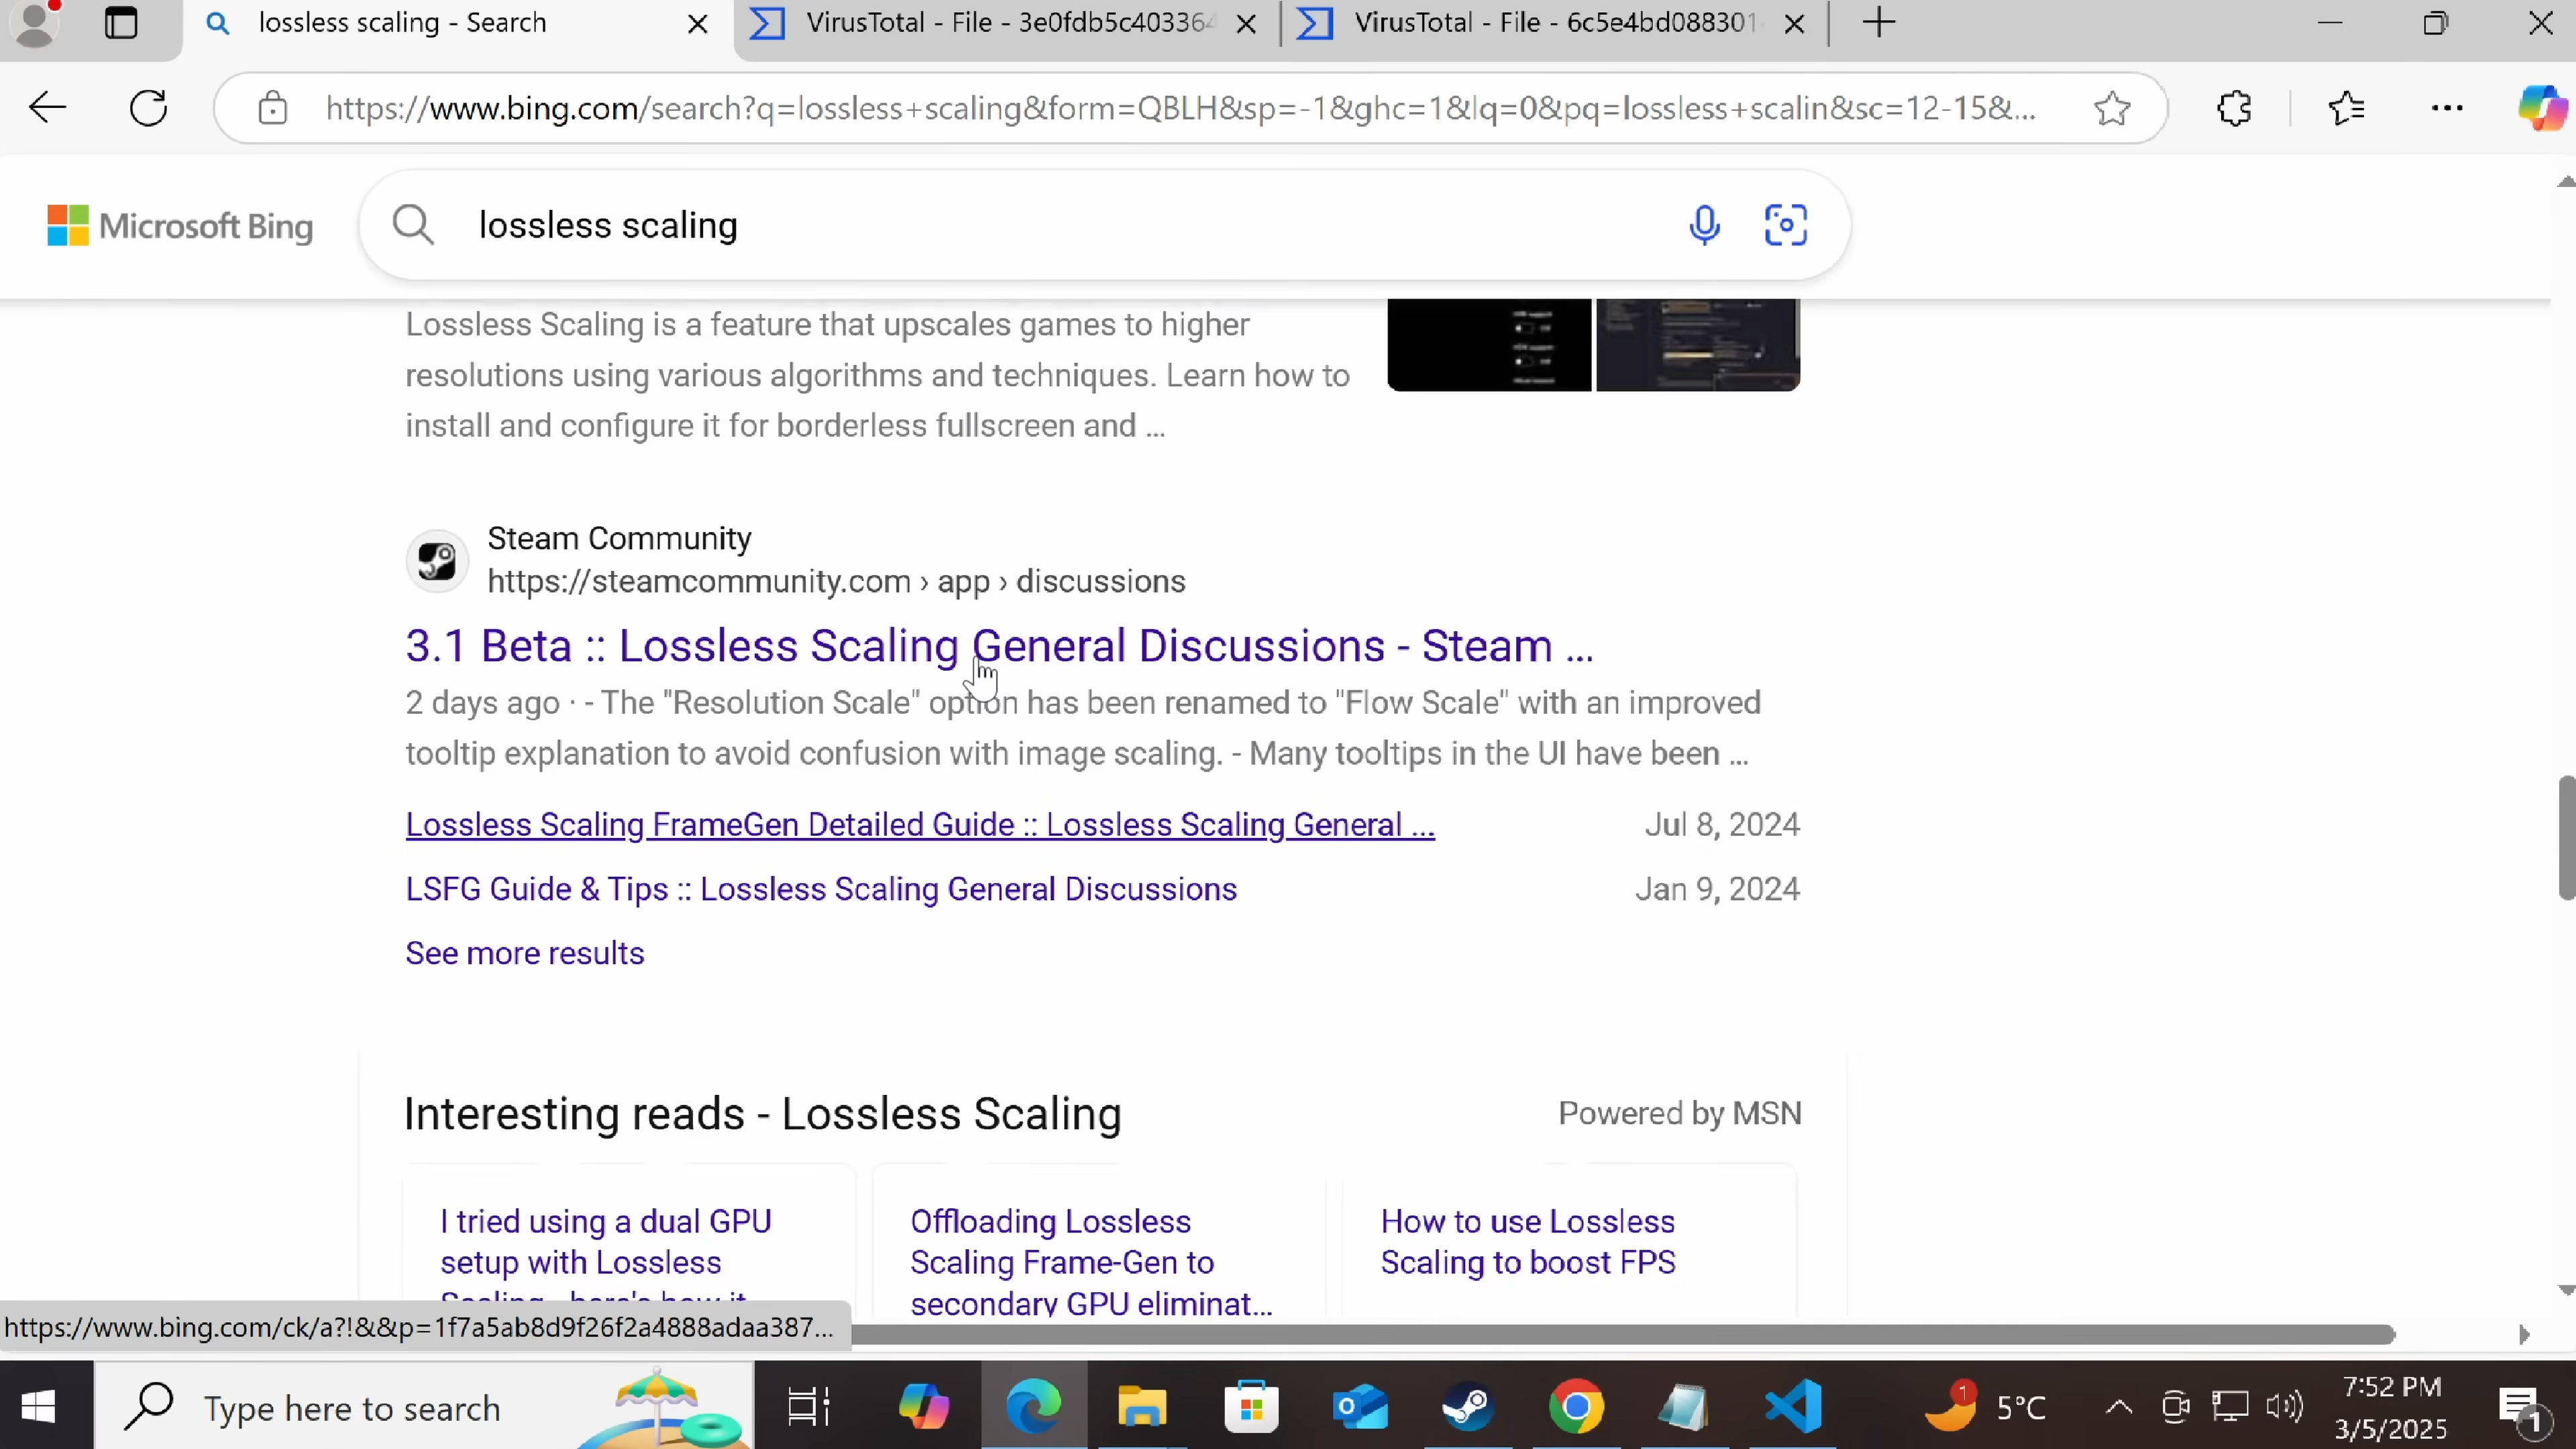 lossless scaling - Search
VirusTotal - File - 3e0fdb5c403364
VirusTotal - File - 6c5e4bd088301
https://www.bing.com/search?q=lossless+scaling&form=QBLH&sp=-1&ghc=1&lq=0&pq=lossless+scalin&sc=12-15&...
Microsoft Bing
lossless scaling
Lossless Scaling is a feature that upscales games to higher
resolutions using various algorithms and techniques. Learn how to
install and configure it for borderless fullscreen and ...
Steam Community
https://steamcommunity.com › app › discussions
3.1 Beta :: Lossless Scaling General Discussions - Steam ...
2 days ago · - The "Resolution Scale" option has been renamed to "Flow Scale" with an improved
tooltip explanation to avoid confusion with image scaling. - Many tooltips in the UI have been ...
Lossless Scaling FrameGen Detailed Guide :: Lossless Scaling General ... Jul 8, 2024
LSFG Guide & Tips :: Lossless Scaling General Discussions Jan 9, 2024
See more results
Interesting reads - Lossless Scaling Powered by MSN
I tried using a dual GPU
setup with Lossless
Scaling - here's how it
Offloading Lossless
Scaling Frame-Gen to
secondary GPU eliminat...
How to use Lossless
Scaling to boost FPS
https://www.bing.com/ck/a?!&&p=1f7a5ab8d9f26f2a4888adaa387...
Type here to search
1
5°C
7:52 PM
3/5/2025
1